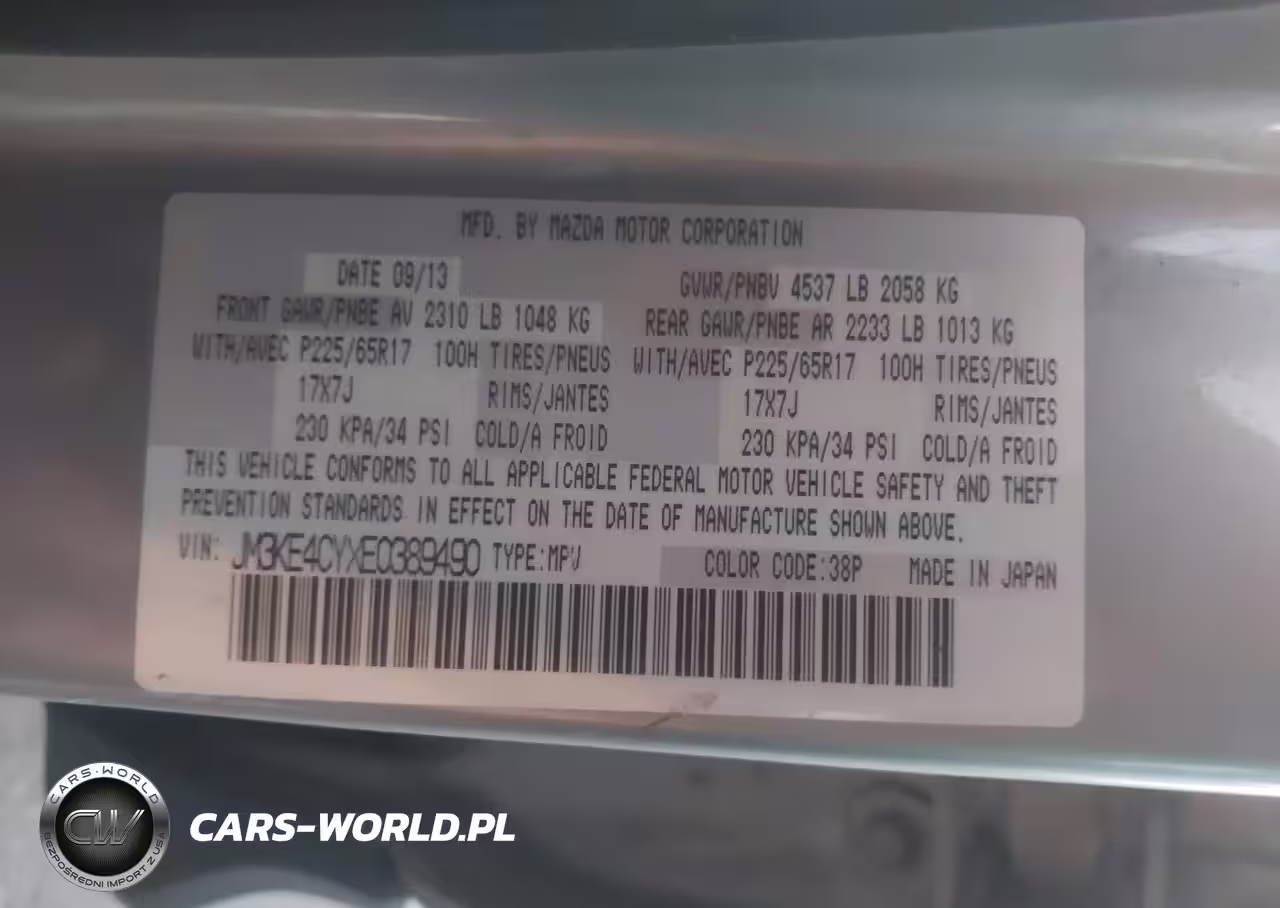 MFD. BY MAZDA MOTOR CORPORATION
DATE 09/13 GVWR/PNBV 4537 LB 2058 KG
FRONT GAWR/PNBE AV 2310 LB 1048 KG REAR GAWR/PNBE AR 2233 LB 1013 KG
WITH/AVEC P225/65R17 100H TIRES/PNEUS WITH/AVEC P225/65R17 100H TIRES/PNEUS
17X7J RIMS/JANTES 17X7J RIMS/JANTES
230 KPA/34 PSI COLD/A FROID 230 KPA/34 PSI COLD/A FROID
THIS VEHICLE CONFORMS TO ALL APPLICABLE FEDERAL MOTOR VEHICLE SAFETY AND THEFT
PREVENTION STANDARDS IN EFFECT ON THE DATE OF MANUFACTURE SHOWN ABOVE.
VIN: JM3KE4CYXE0389490 TYPE:MPV COLOR CODE:38P MADE IN JAPAN
CARS-WORLD
CW
BEZPOŚREDNI IMPORT Z USA
CARS-WORLD.PL